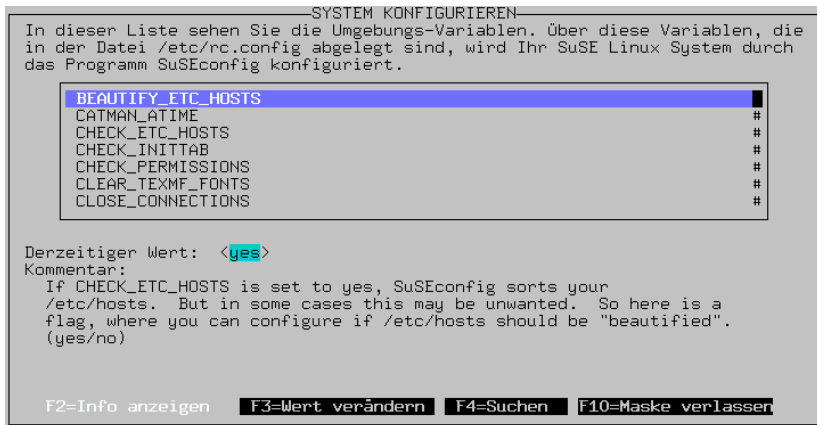 SYSTEM KONFIGURIEREN
In dieser Liste sehen Sie die Umgebungs-Variablen. Über diese Variablen, die
in der Datei /etc/rc.config abgelegt sind, wird Ihr SuSE Linux System durch
das Programm SuSEconfig konfiguriert.
BEAUTIFY_ETC_HOSTS
CATMAN_ATIME #
CHECK_ETC_HOSTS #
CHECK_INITTAB #
CHECK_PERMISSIONS #
CLEAR_TEXMF_FONTS #
CLOSE_CONNECTIONS #
Derzeitiger Wert: <yes>
Kommentar:
If CHECK_ETC_HOSTS is set to yes, SuSEconfig sorts your
/etc/hosts. But in some cases this may be unwanted. So here is a
flag, where you can configure if /etc/hosts should be "beautified".
(yes/no)
F2=Info anzeigen F3=Wert verändern F4=Suchen F10=Maske verlassen